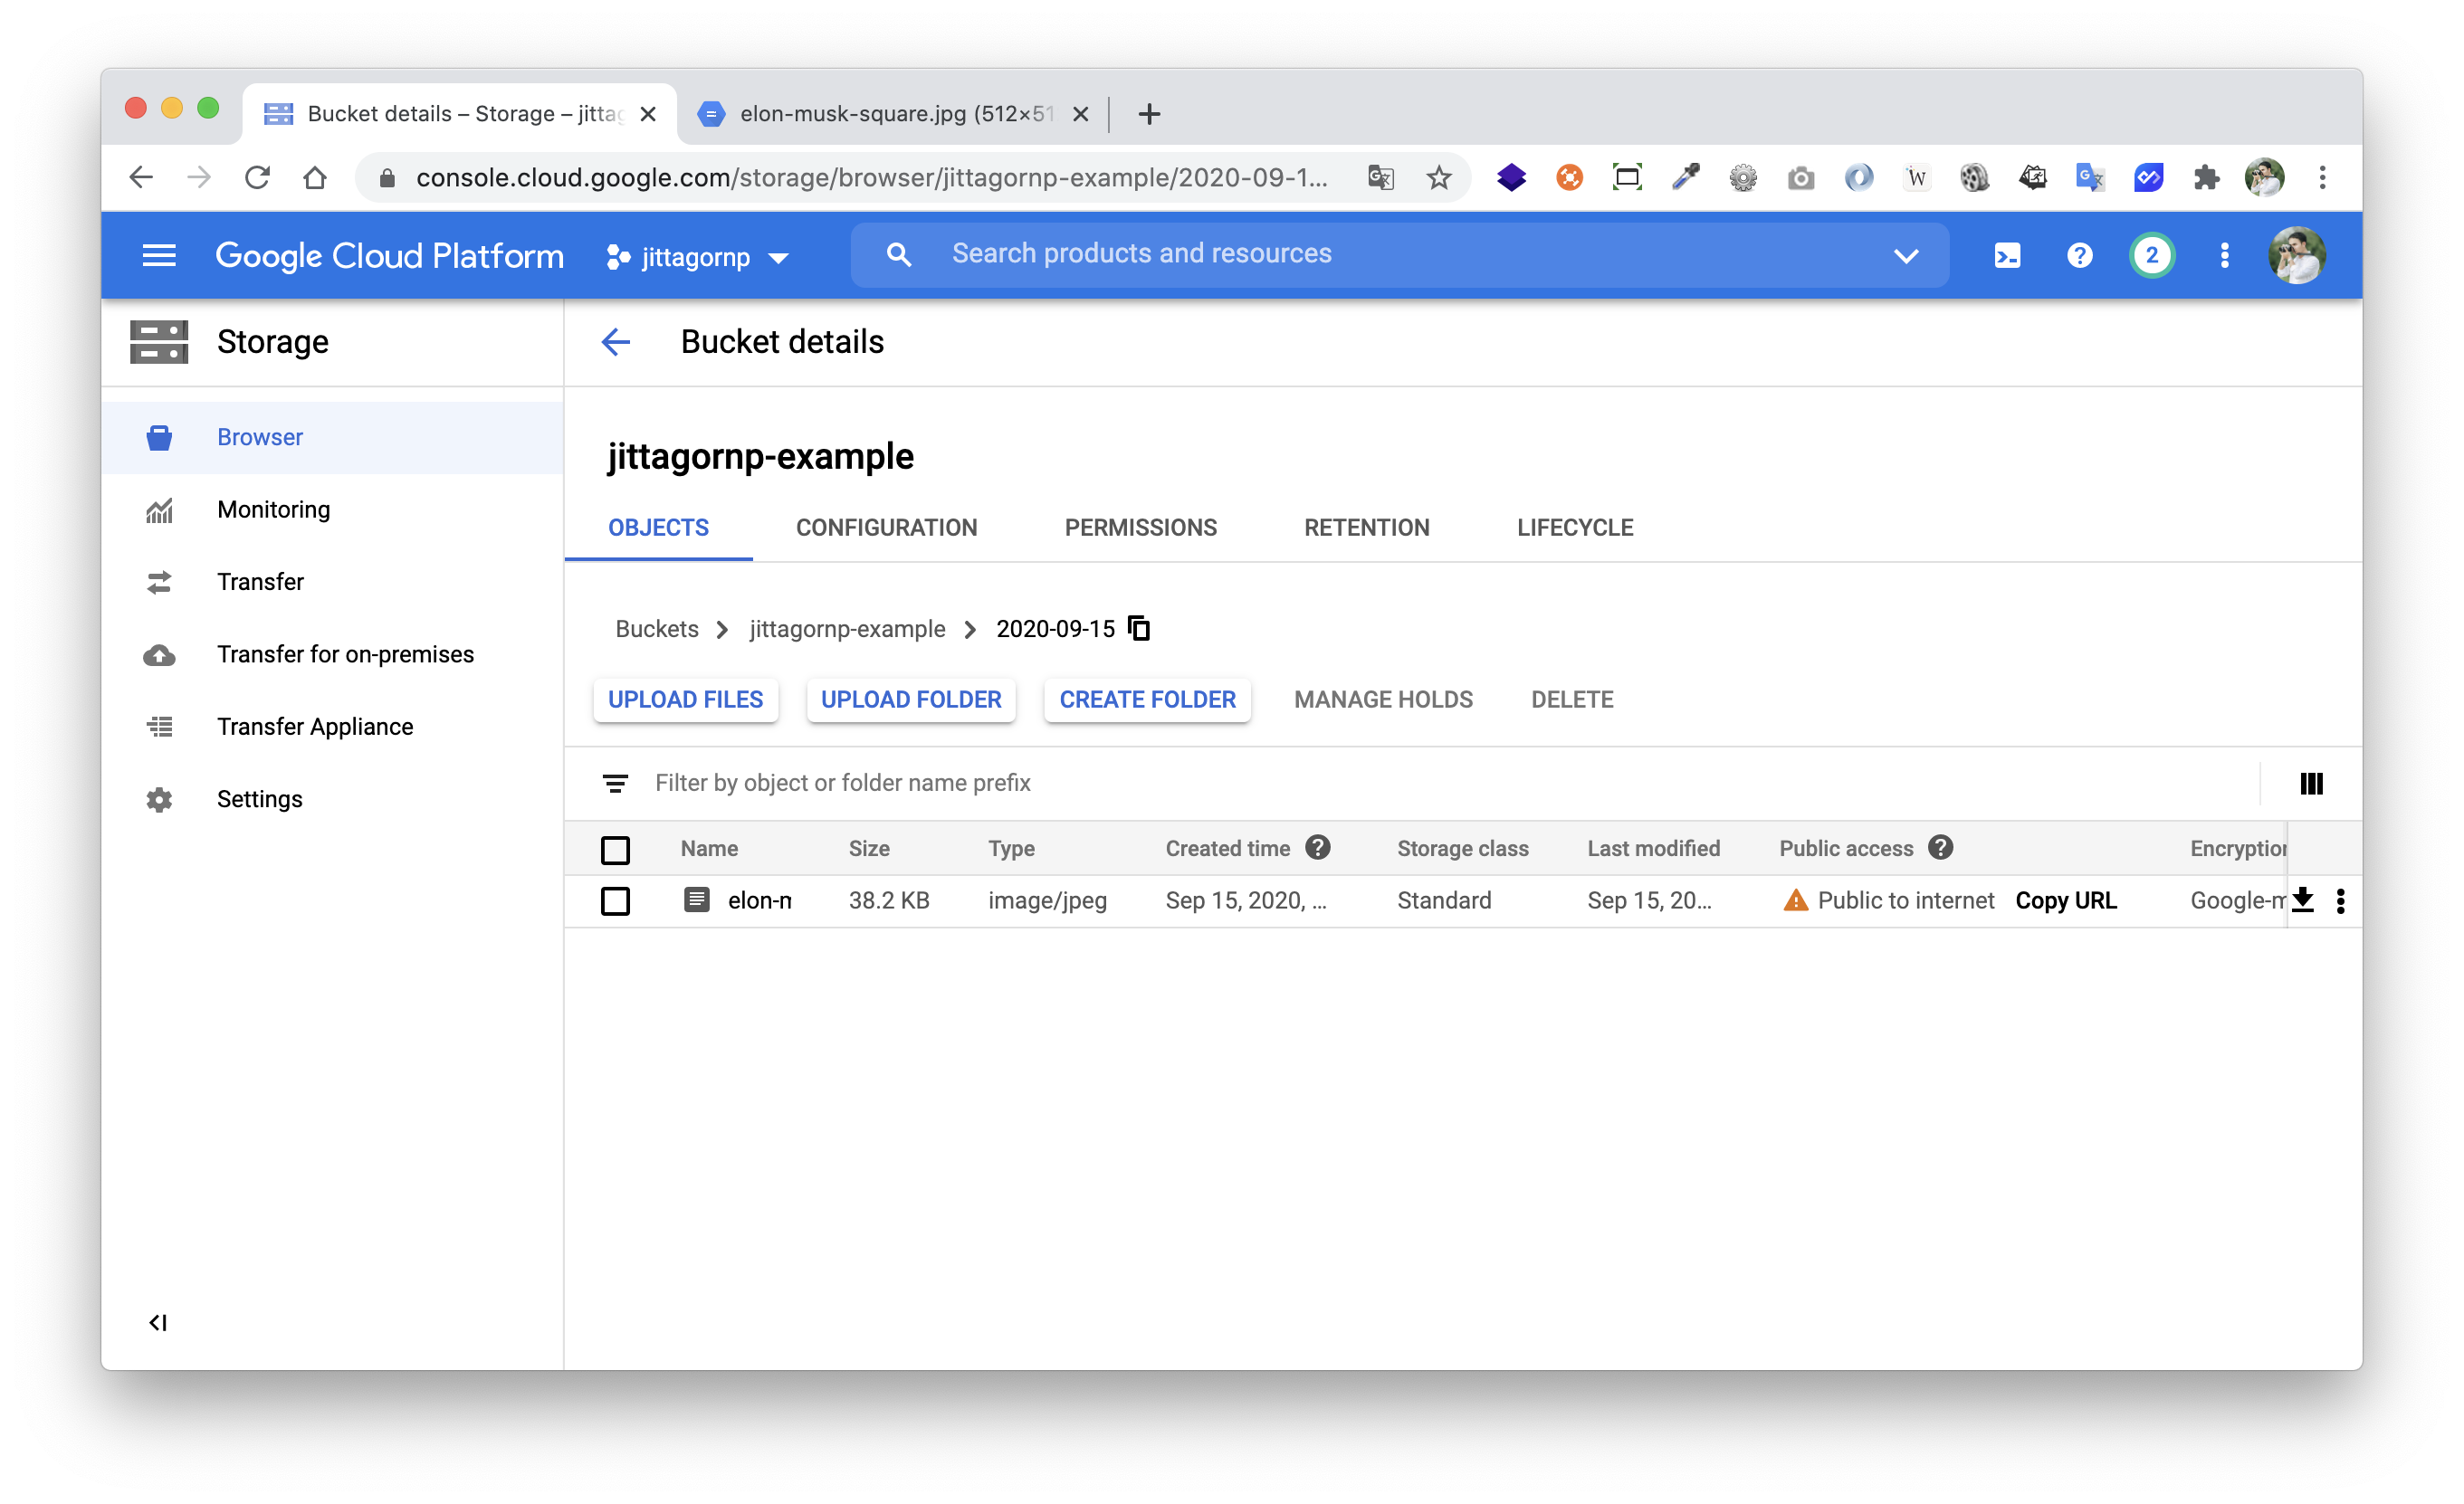 Bucket details – Storage – jittag
elon-musk-square.jpg (512×51
console.cloud.google.com/storage/browser/jittagornp-example/2020-09-1...
W
Google Cloud Platform
jittagornp
Search products and resources
2
Storage
Bucket details
Browser
Monitoring
Transfer
Transfer for on-premises
Transfer Appliance
Settings
jittagornp-example
OBJECTS CONFIGURATION PERMISSIONS RETENTION LIFECYCLE
Buckets jittagornp-example 2020-09-15
UPLOAD FILES UPLOAD FOLDER CREATE FOLDER MANAGE HOLDS DELETE
Filter by object or folder name prefix
Name Size Type Created time Storage class Last modified Public access Encryption
elon-m 38.2 KB image/jpeg Sep 15, 2020, ... Standard Sep 15, 20... Public to internet Copy URL Google-m